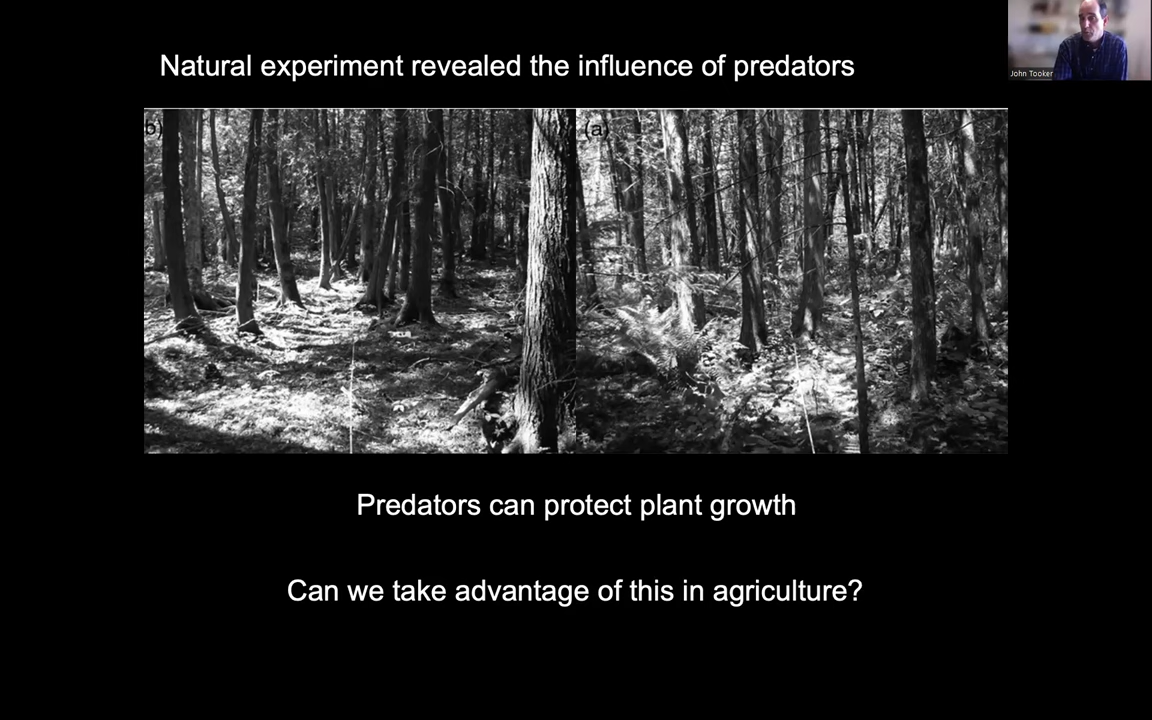 Natural experiment revealed the influence of predators
John Tooker
b)
(a)
Predators can protect plant growth
Can we take advantage of this in agriculture?